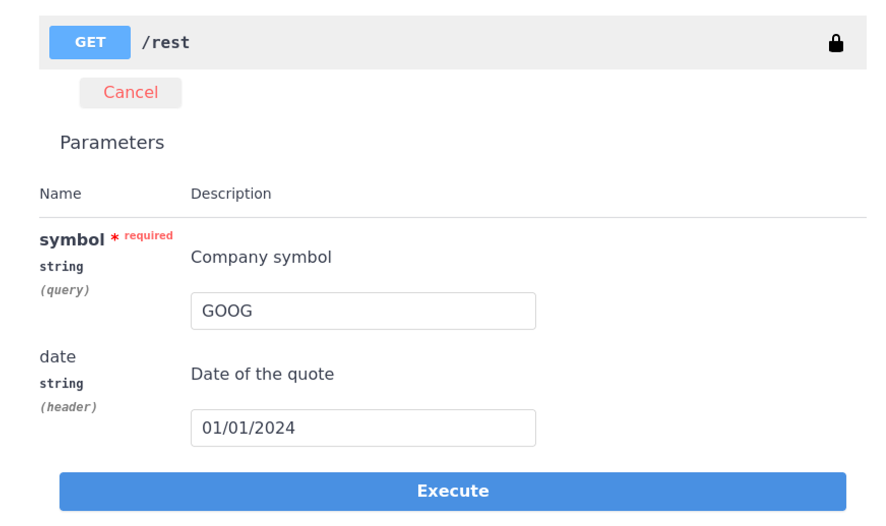 GET /rest
Cancel
Parameters
Name Description
symbol * required
string
(query)
Company symbol
GOOG
date
string
(header)
Date of the quote
01/01/2024
Execute